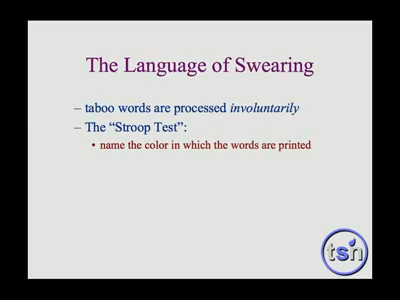 The Language of Swearing
– taboo words are processed involuntarily
– The “Stroop Test”:
• name the color in which the words are printed
tsn